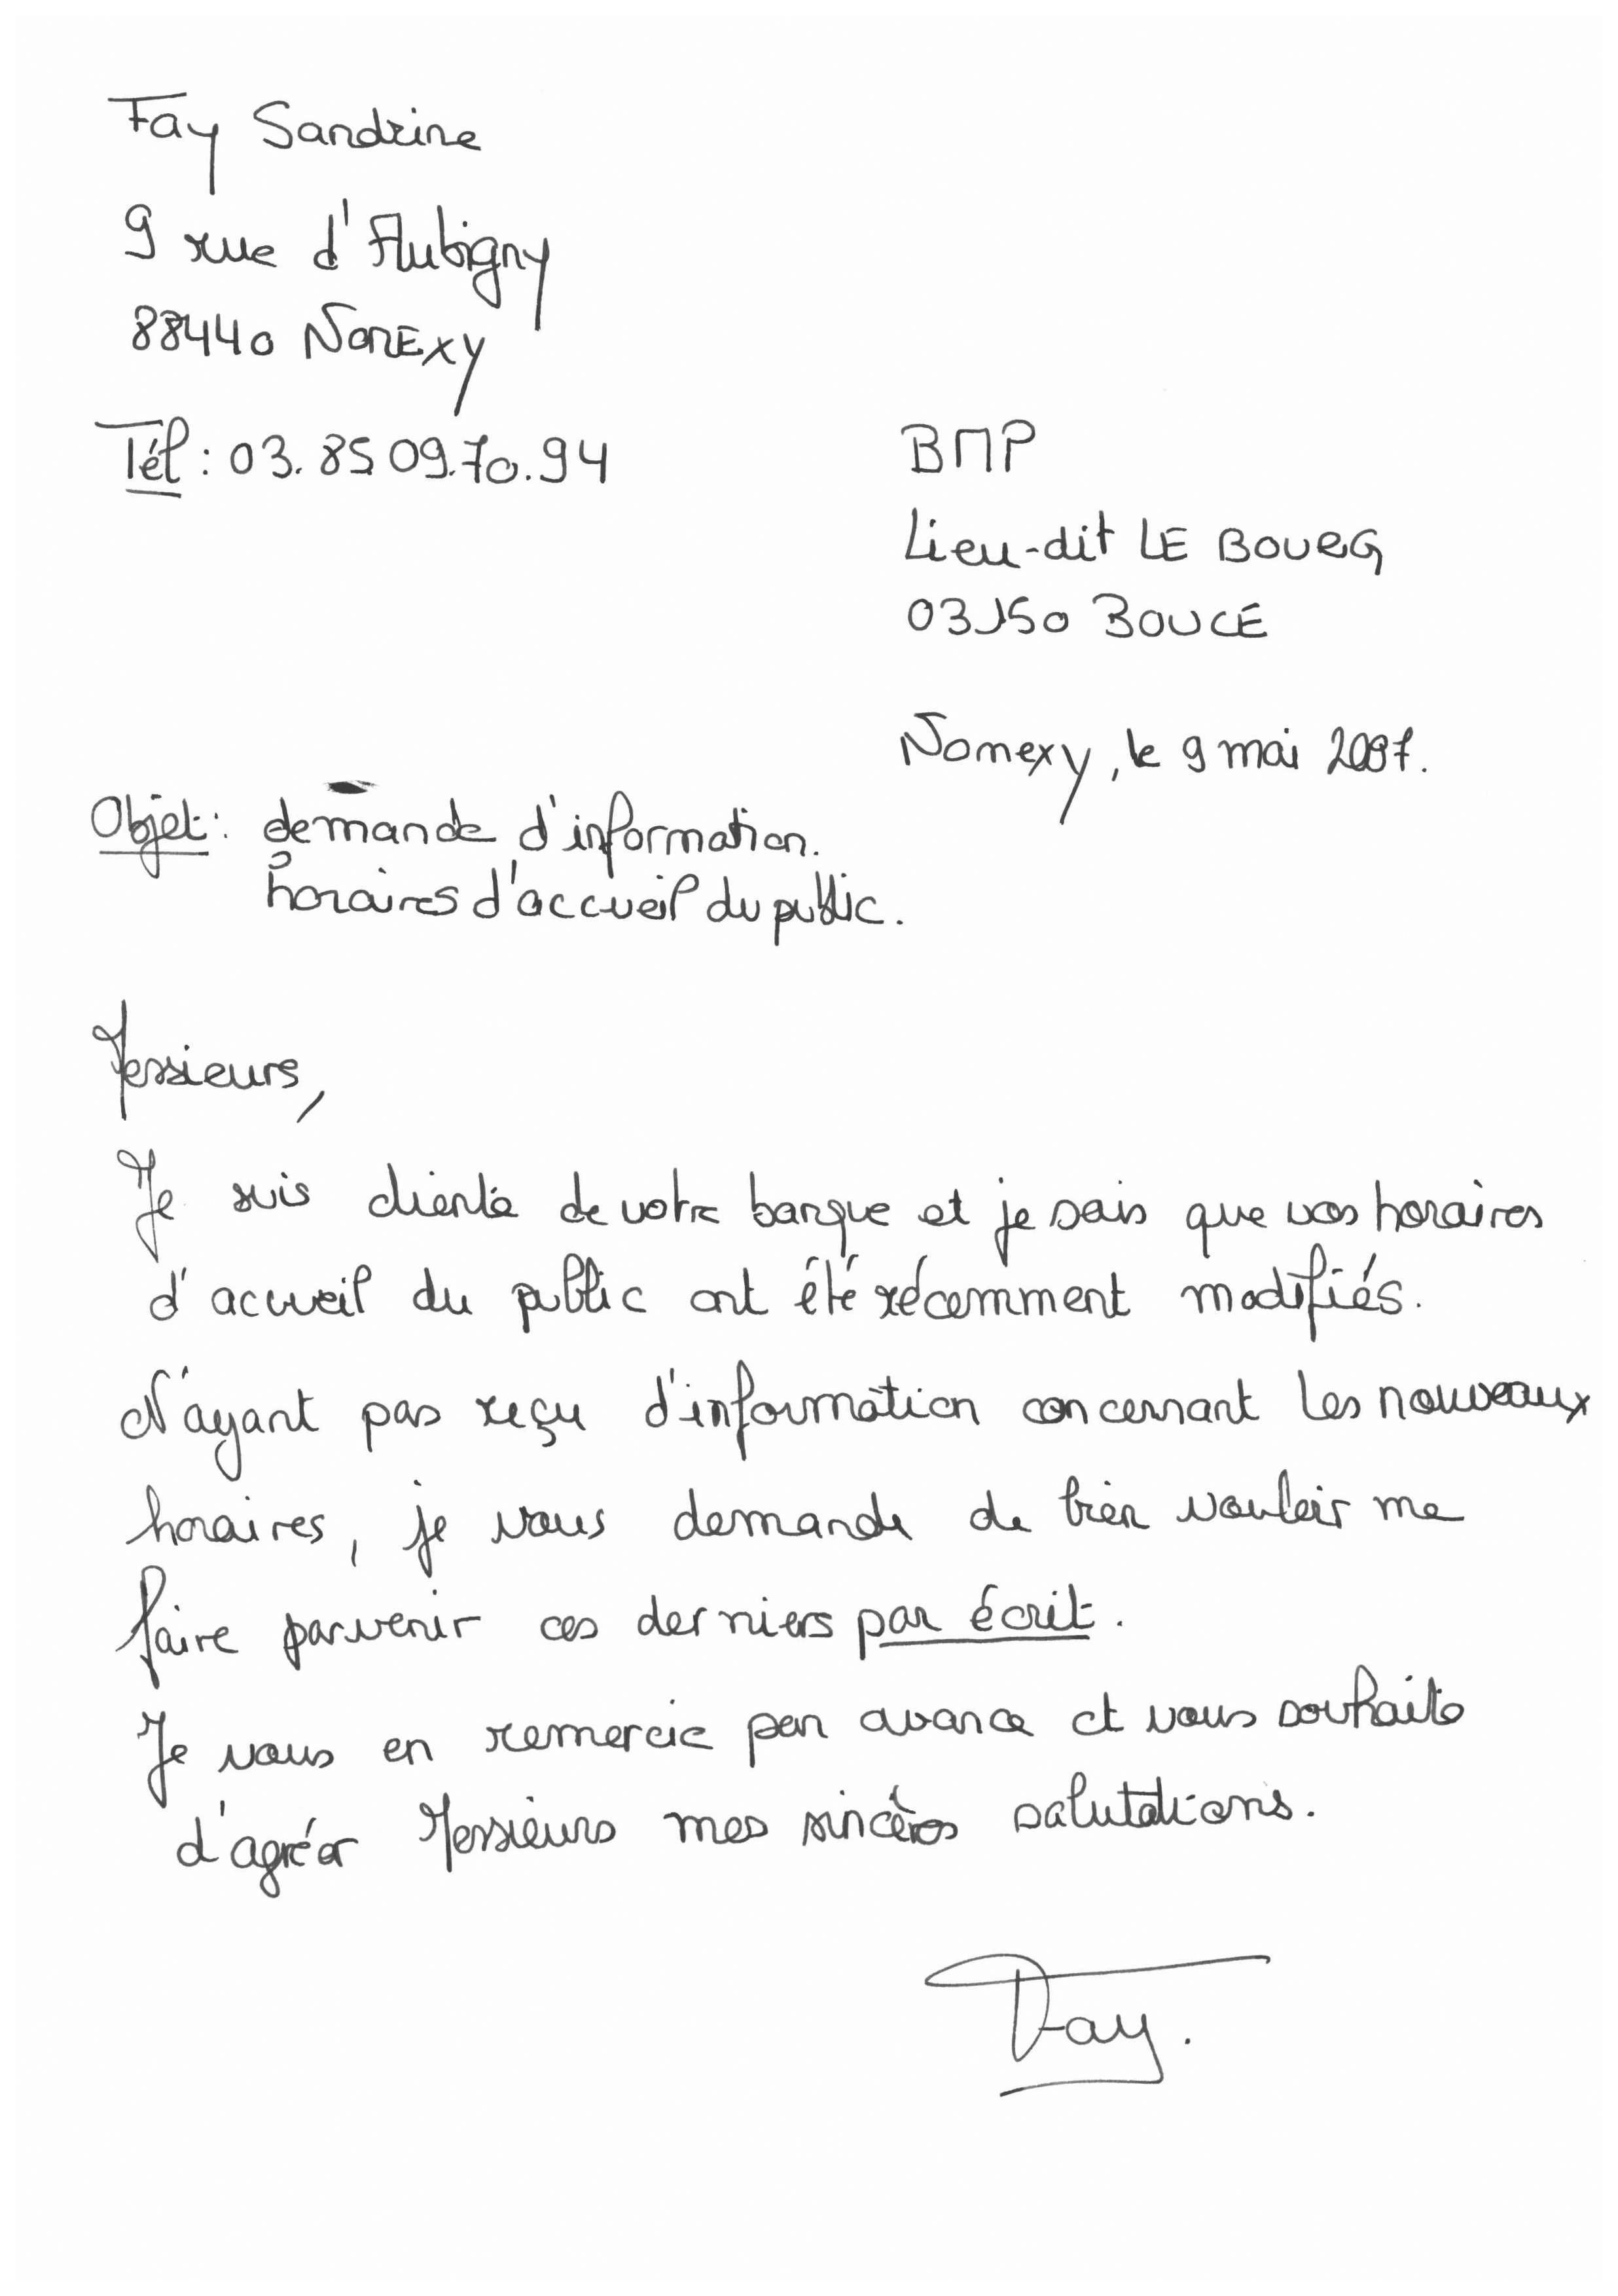 Fay Sandrine
9 rue d'Aubigny
88440 NOMEXY
Tél : 03. 85 09.70.94
BMP
Lieu-dit LE BOURG
03150 BOUCÉ
Nomexy, le 9 mai 2007.
Objet : demande d'information.
horaires d'accueil du public.
Messieurs,
Je suis cliente de votre banque et je sais que vos horaires
d'accueil du public ont été récemment modifiés.
N'ayant pas reçu d'information concernant les nouveaux
horaires, je vous demande de bien vouloir me
faire parvenir ces derniers par écrit.
Je vous en remercie par avance et vous souhaite
d'agréer Messieurs mes sincères salutations.
Fay.